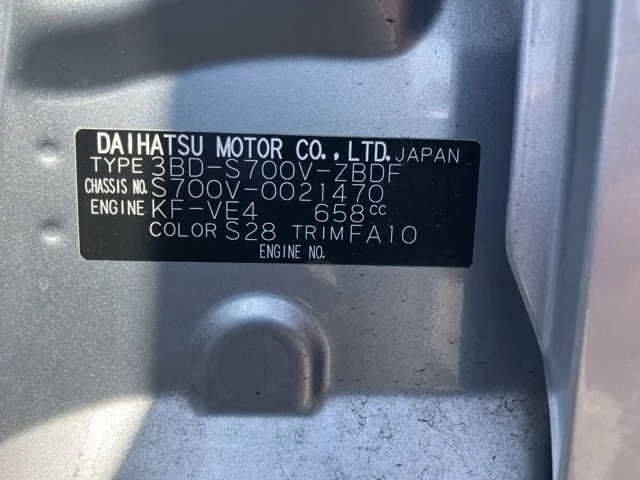 DAIHATSU MOTOR CO.,LTD. JAPAN
TYPE 3BD-S700V-ZBDF
CHASSIS NO. S700V-0021470
ENGINE KF-VE4 658cc
COLOR S28 TRIM FA10
ENGINE NO.